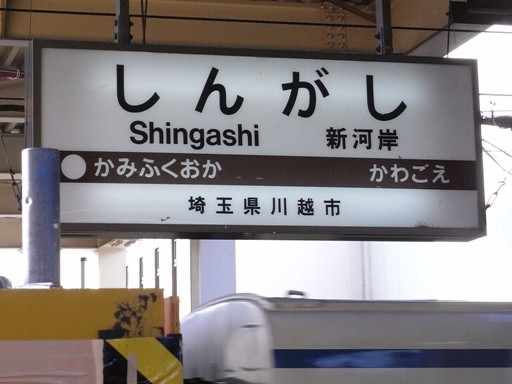 しんがし
Shingashi 新河岸
かみふくおか かわごえ
埼玉県川越市